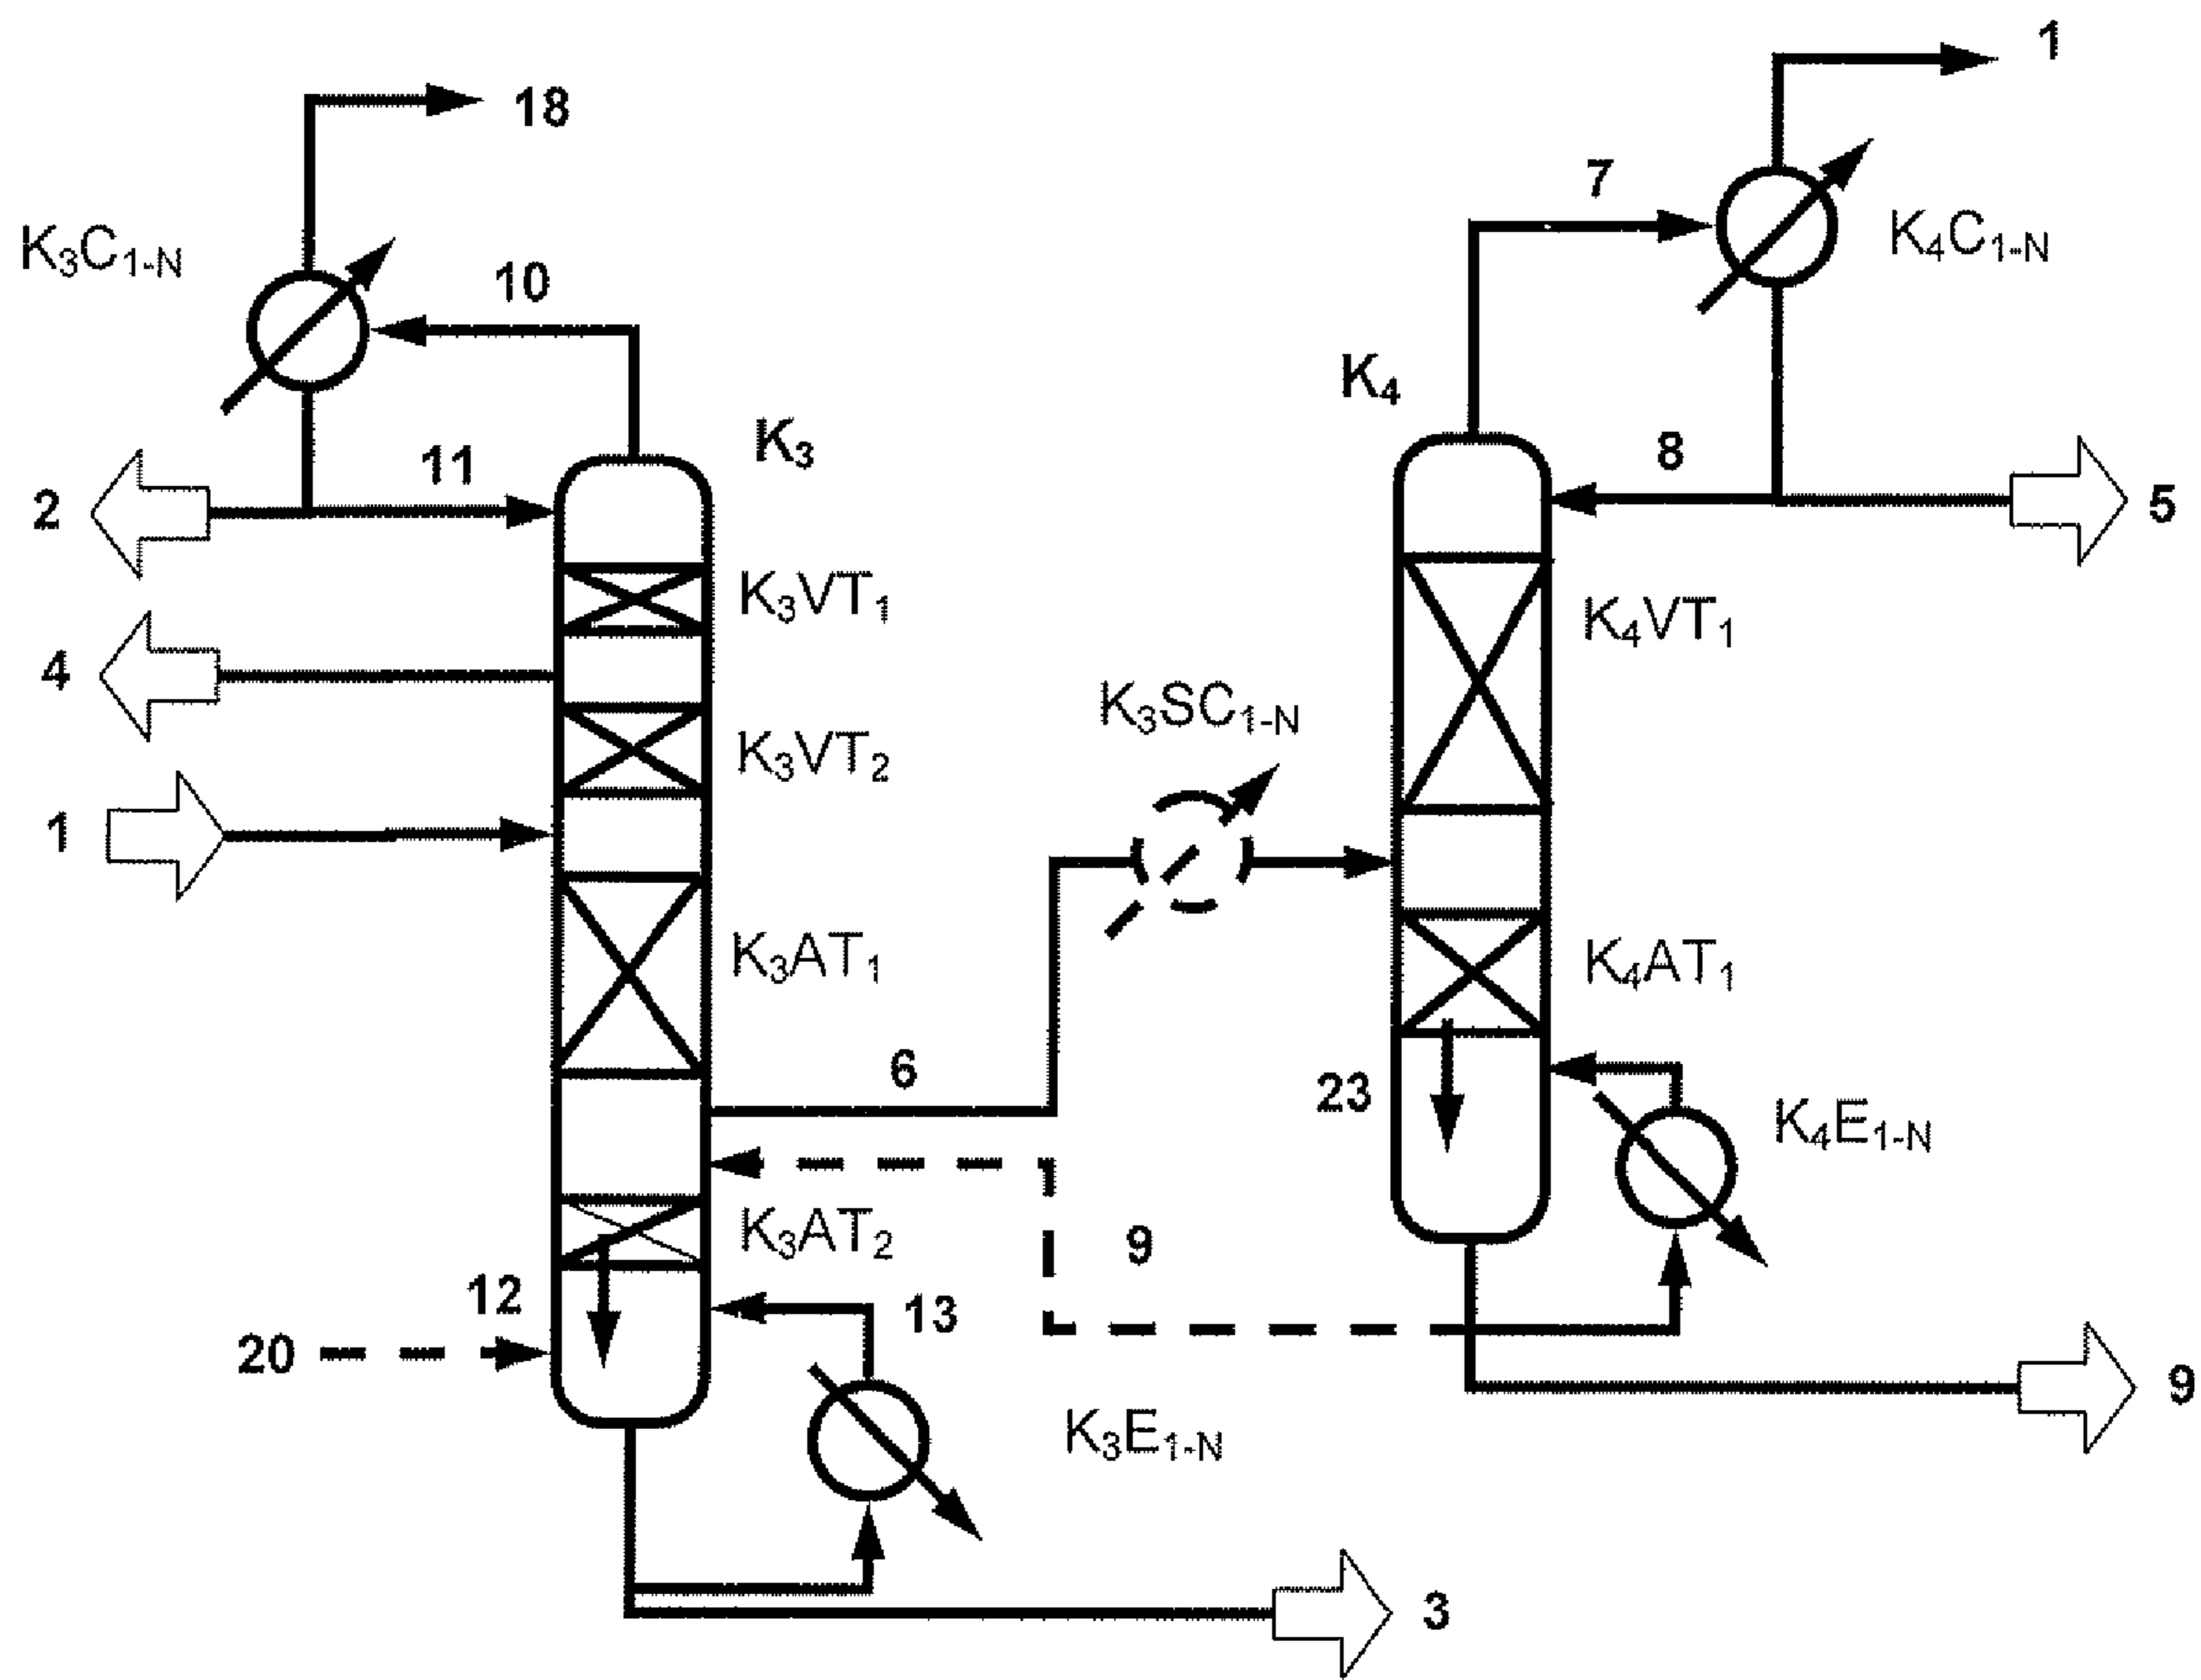 1
18
7
K₃C₁₋N
K₄C₁₋N
10
K₄
K₃
11
8
2
5
K₃VT₁
K₄VT₁
4
K₃SC₁₋N
K₃VT₂
1
K₃AT₁
K₄AT₁
6
23
K₄E₁₋N
K₃AT₂
9
12
13
20
9
K₃E₁₋N
3